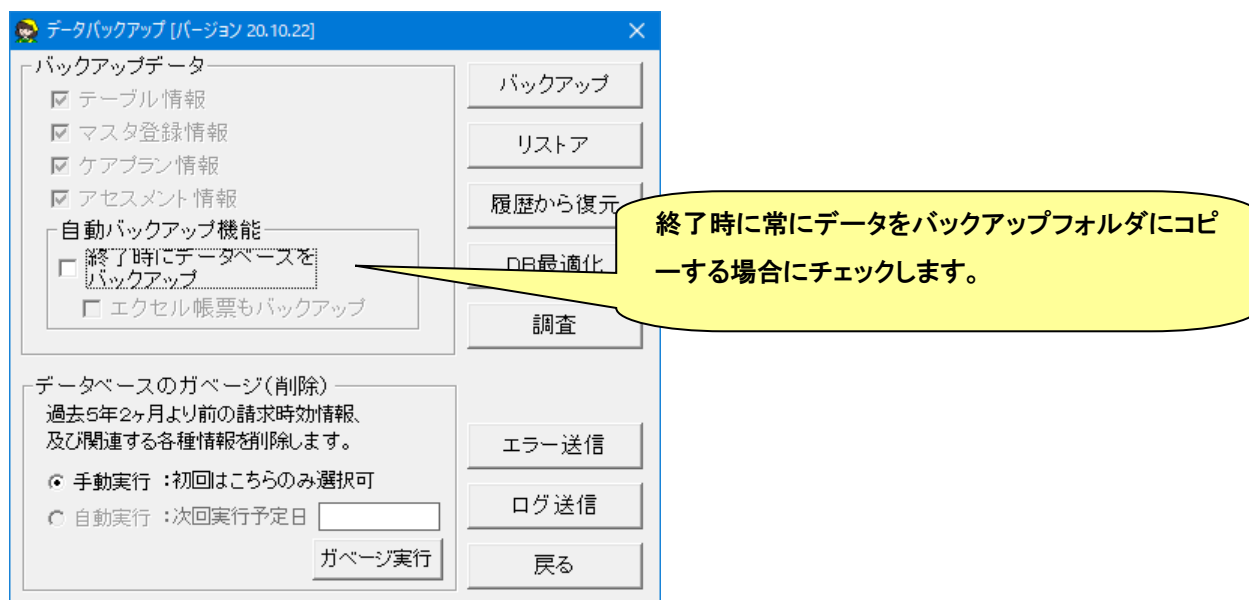 データバックアップ [バージョン 20.10.22]
バックアップデータ
テーブル情報
マスタ登録情報
ケアプラン情報
アセスメント情報
自動バックアップ機能
終了時にデータベースを
バックアップ
エクセル帳票もバックアップ
バックアップ
リストア
履歴から復元
DB最適化
調査
終了時に常にデータをバックアップフォルダにコピ
ーする場合にチェックします。
データベースのガベージ(削除)
過去5年2ヶ月より前の請求時効情報、
及び関連する各種情報を削除します。
手動実行 :初回はこちらのみ選択可
自動実行 :次回実行予定日
ガベージ実行
エラー送信
ログ送信
戻る